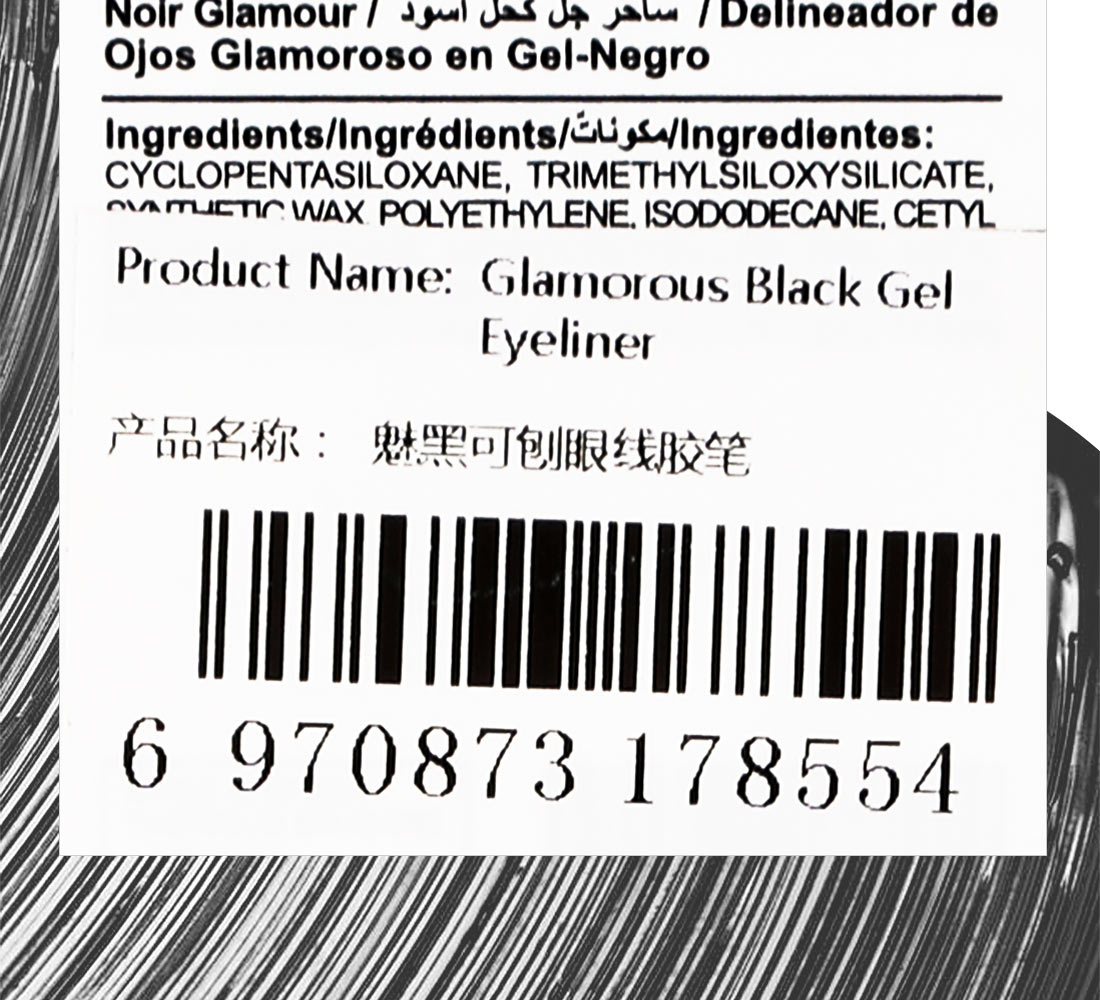 Noir Glamour / ساحر جل كحل أسود / Delineador de
Ojos Glamoroso en Gel-Negro
Ingredients/Ingrédients/مكوناتّ/Ingredientes:
CYCLOPENTASILOXANE, TRIMETHYLSILOXYSILICATE,
SYNTHETIC WAX, POLYETHYLENE, ISODODECANE, CETYL
Product Name: Glamorous Black Gel
Eyeliner
产品名称： 魅黑可刨眼线胶笔
6 970873 178554